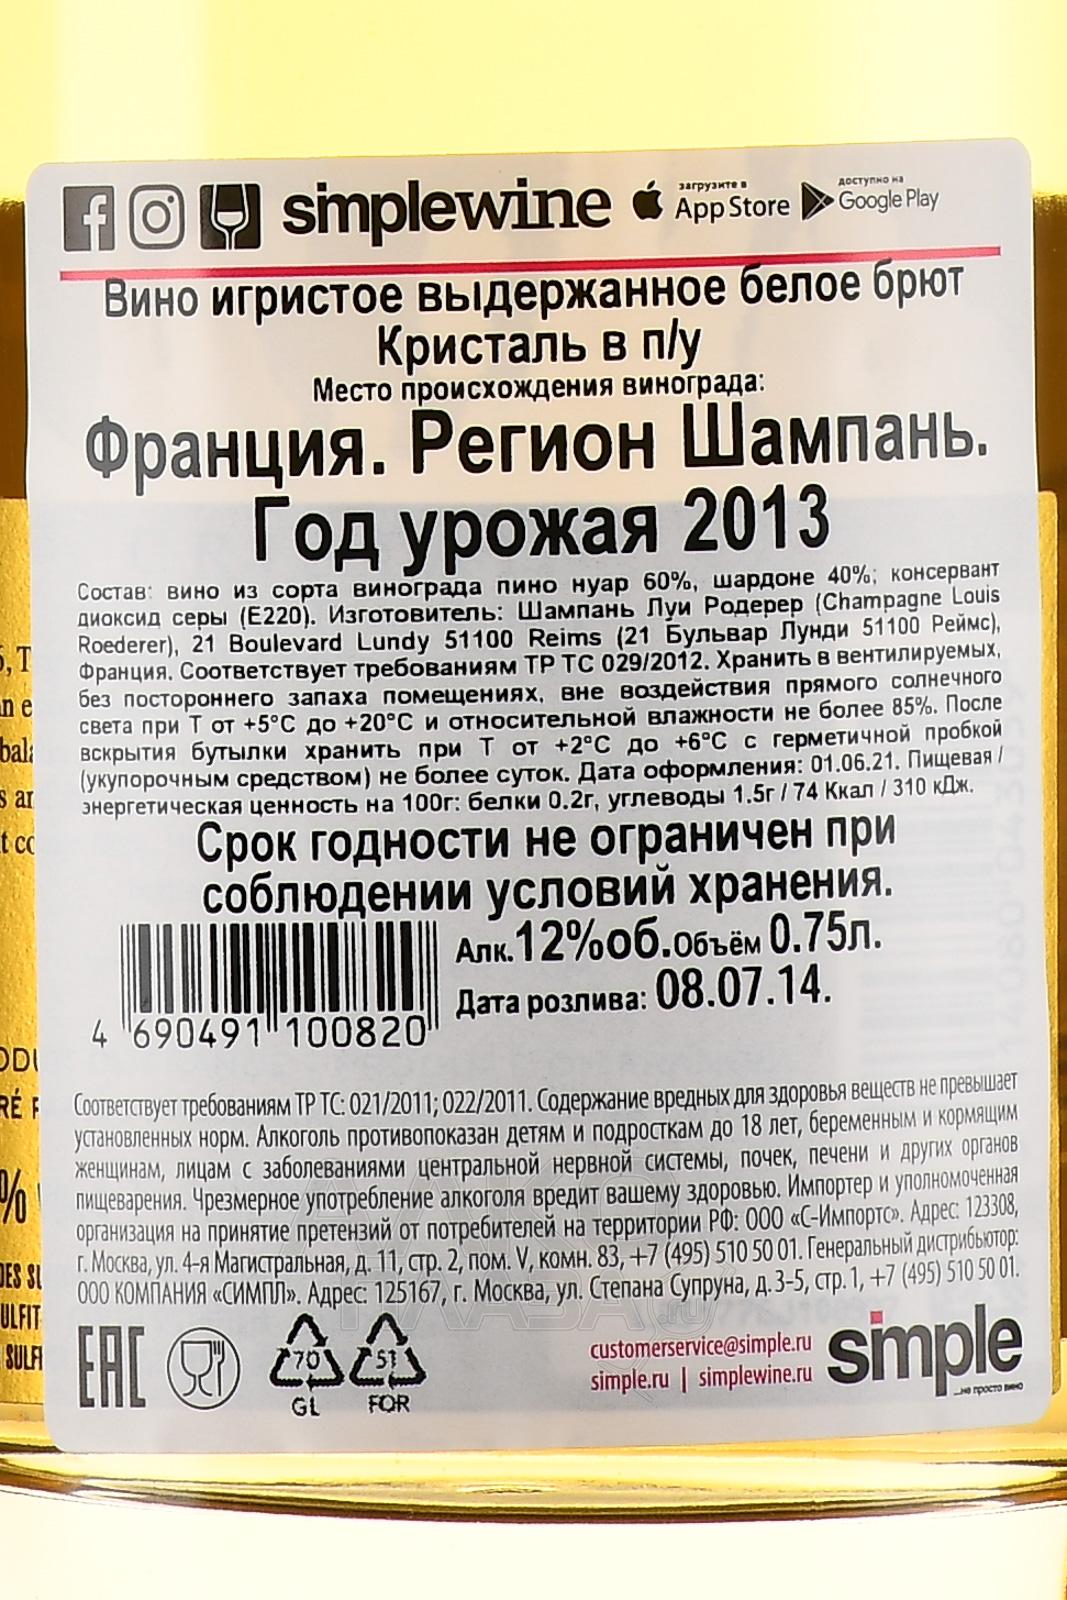 simplewine
загрузите в
App Store
доступно на
Google Play
Вино игристое выдержанное белое брют
Кристаль в п/у
Место происхождения винограда:
Франция. Регион Шампань.
Год урожая 2013
Состав: вино из сорта винограда пино нуар 60%, шардоне 40%; консервант
диоксид серы (Е220). Изготовитель: Шампань Луи Родерер (Champagne Louis
Roederer), 21 Boulevard Lundy 51100 Reims (21 Бульвар Лунди 51100 Реймс),
Франция. Соответствует требованиям ТР ТС 029/2012. Хранить в вентилируемых,
без постороннего запаха помещениях, вне воздействия прямого солнечного
света при Т от +5°С до +20°С и относительной влажности не более 85%. После
вскрытия бутылки хранить при Т от +2°С до +6°С с герметичной пробкой
(укупорочным средством) не более суток. Дата оформления: 01.06.21. Пищевая /
энергетическая ценность на 100г: белки 0.2г, углеводы 1.5г / 74 Ккал / 310 кДж.
Срок годности не ограничен при
соблюдении условий хранения.
Алк.12%об.Объём 0.75л.
Дата розлива: 08.07.14.
4 690491 100820
Соответствует требованиям ТР ТС: 021/2011; 022/2011. Содержание вредных для здоровья веществ не превышает
установленных норм. Алкоголь противопоказан детям и подросткам до 18 лет, беременным и кормящим
женщинам, лицам с заболеваниями центральной нервной системы, почек, печени и других органов
пищеварения. Чрезмерное употребление алкоголя вредит вашему здоровью. Импортер и уполномоченная
организация на принятие претензий от потребителей на территории РФ: ООО «С-Импортс». Адрес: 123308,
г. Москва, ул. 4-я Магистральная, д. 11, стр. 2, пом. V, комн. 83, +7 (495) 510 50 01. Генеральный дистрибьютор:
ООО КОМПАНИЯ «СИМПЛ». Адрес: 125167, г. Москва, ул. Степана Супруна, д. 3-5, стр. 1, +7 (495) 510 50 01.
EAC
70
GL
51
FOR
customerservice@simple.ru
simple.ru | simplewine.ru
simple
...не просто вино